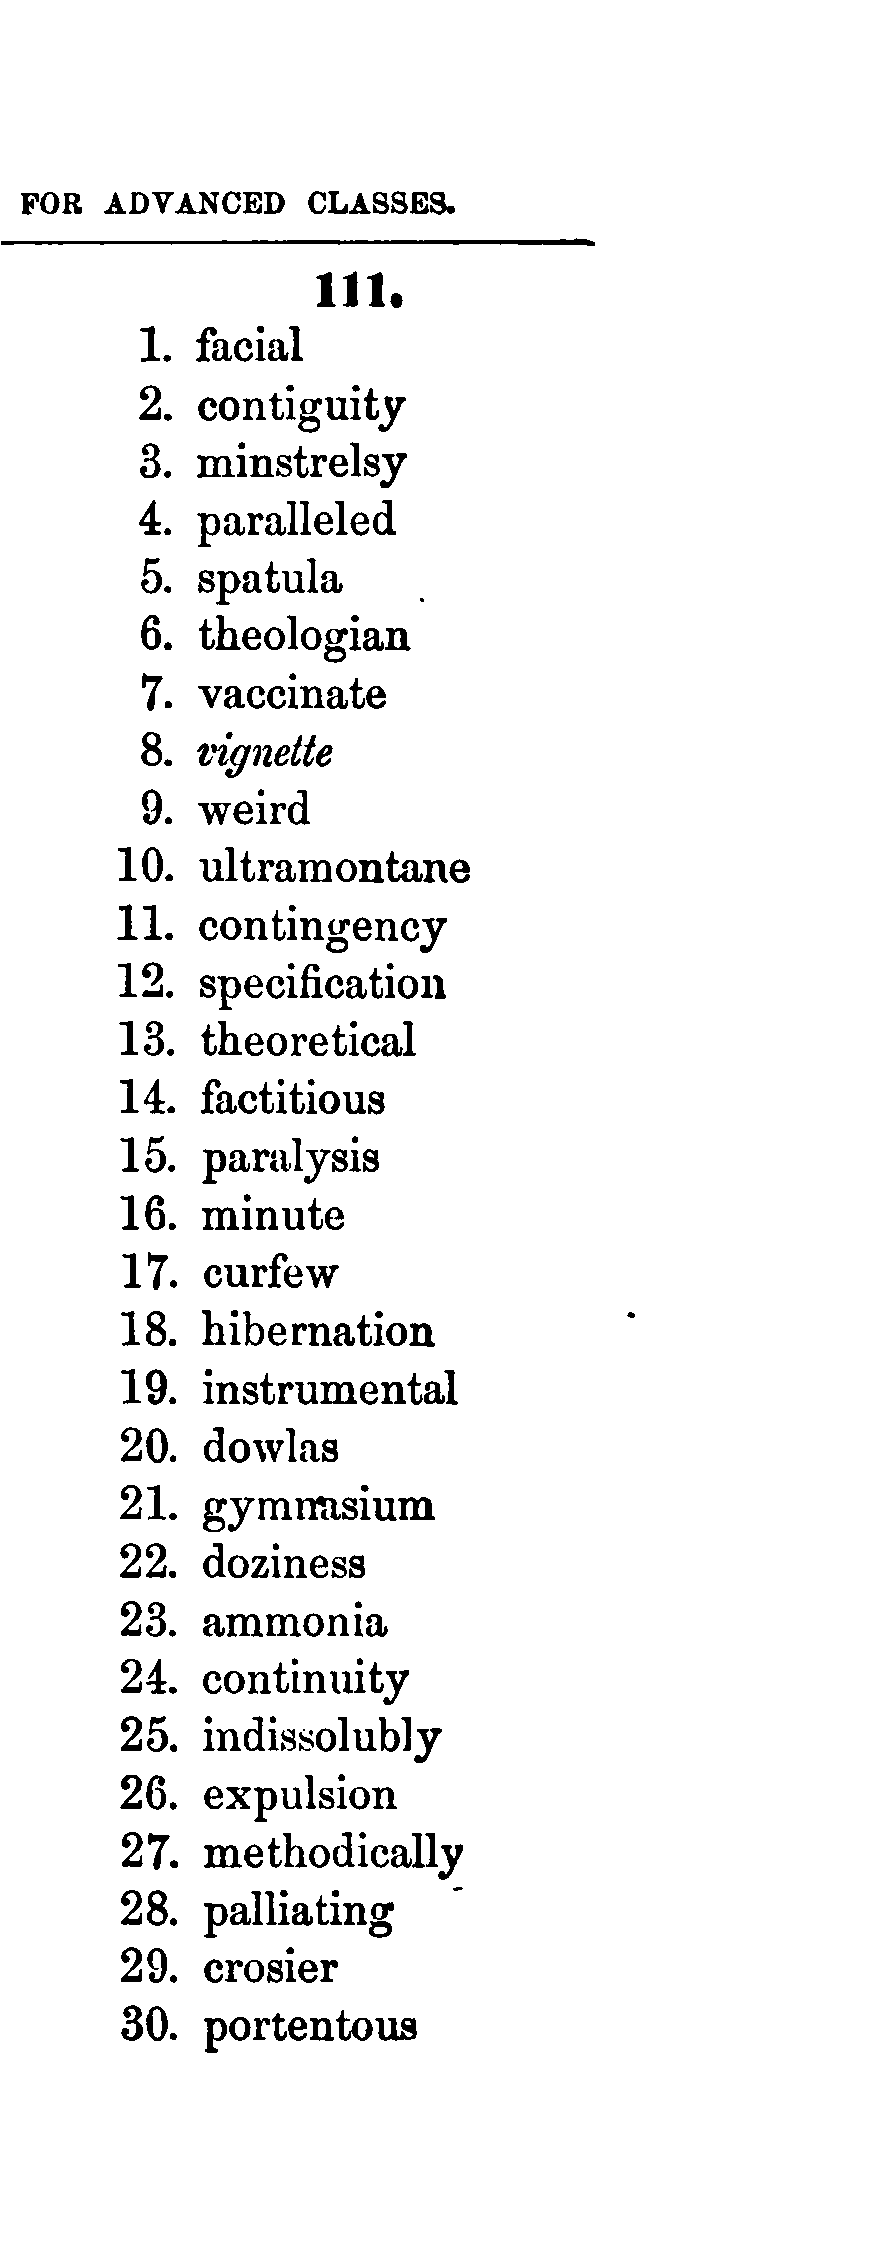 FOR ADVANCED CLASSES.
111.
1. facial
2. contiguity
3. minstrelsy
4. paralleled
5. spatula
6. theologian
7. vaccinate
8. vignette
9. weird
10. ultramontane
11. contingency
12. specification
13. theoretical
14. factitious
15. paralysis
16. minute
17. curfew
18. hibernation
19. instrumental
20. dowlas
21. gymnasium
22. doziness
23. ammonia
24. continuity
25. indissolubly
26. expulsion
27. methodically
28. palliating
29. crosier
30. portentous